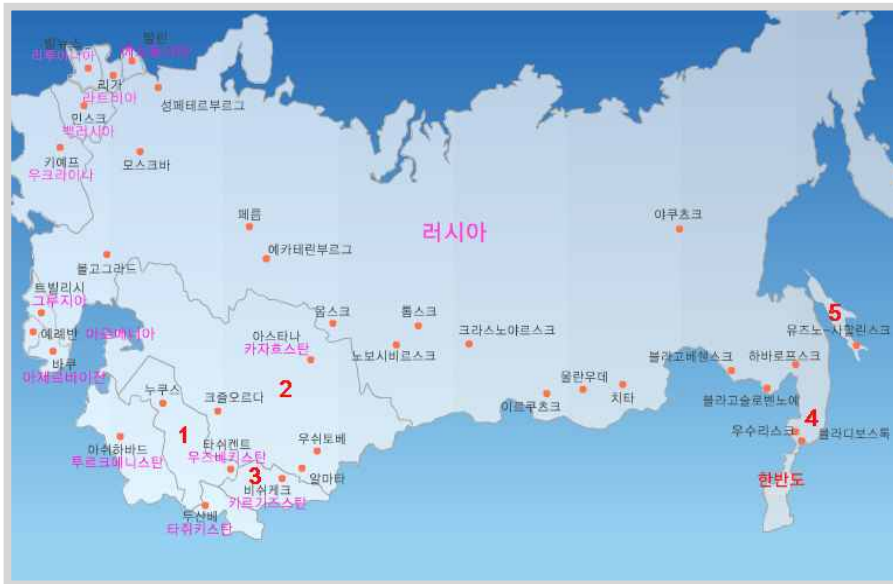 빌뉴스
리투아니아
탈린
에스토니아
리가
라트비아
성페테르부르그
민스크
벡러시아
키예프
우크라이나
모스크바
페름
러시아
야쿠츠크
예카테린부르그
볼고그라드
트빌리시
그루지아
예레반
아르메니아
바쿠
아제르바이잔
옴스크
톰스크
아스타나
카자흐스탄
노보시비르스크
크라스노야르스크
5
유즈노-사할린스크
블라고베쉔스크
하바로프스크
울란우데
이르쿠츠크
치타
블라고슬로벤노예
누쿠스
크즐오르다
2
1
타쉬켄트
우즈베키스탄
우쉬토베
4
우수리스크
블라디보스톡
아쉬하바드
투르크메니스탄
3
비쉬케크
알마타
카르기즈스탄
한반도
두샨베
타쥐키스탄